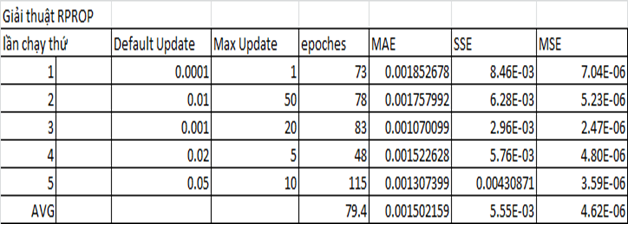 Giải thuật RPROP
lần chạy thứ Default Update Max Update epoches MAE SSE MSE
1 0.0001 1 73 0.001852678 8.46E-03 7.04E-06
2 0.01 50 78 0.001757992 6.28E-03 5.23E-06
3 0.001 20 83 0.001070099 2.96E-03 2.47E-06
4 0.02 5 48 0.001522628 5.76E-03 4.80E-06
5 0.05 10 115 0.001307399 0.00430871 3.59E-06
AVG 79.4 0.001502159 5.55E-03 4.62E-06